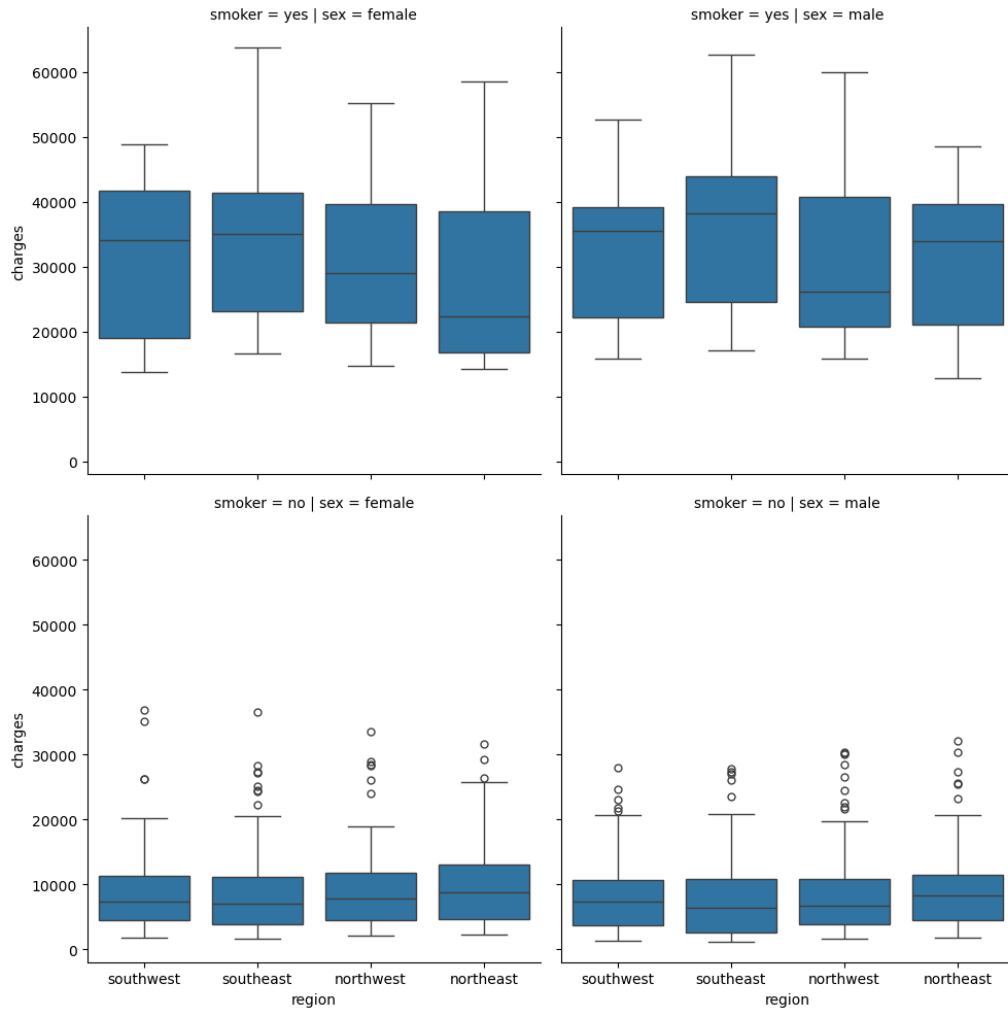 smoker = yes | sex = female
smoker = yes | sex = male
60000
50000
40000
30000
20000
10000
0
charges
smoker = no | sex = female
smoker = no | sex = male
60000
50000
40000
30000
20000
10000
0
charges
southwest southeast northwest northeast
southwest southeast northwest northeast
region
region